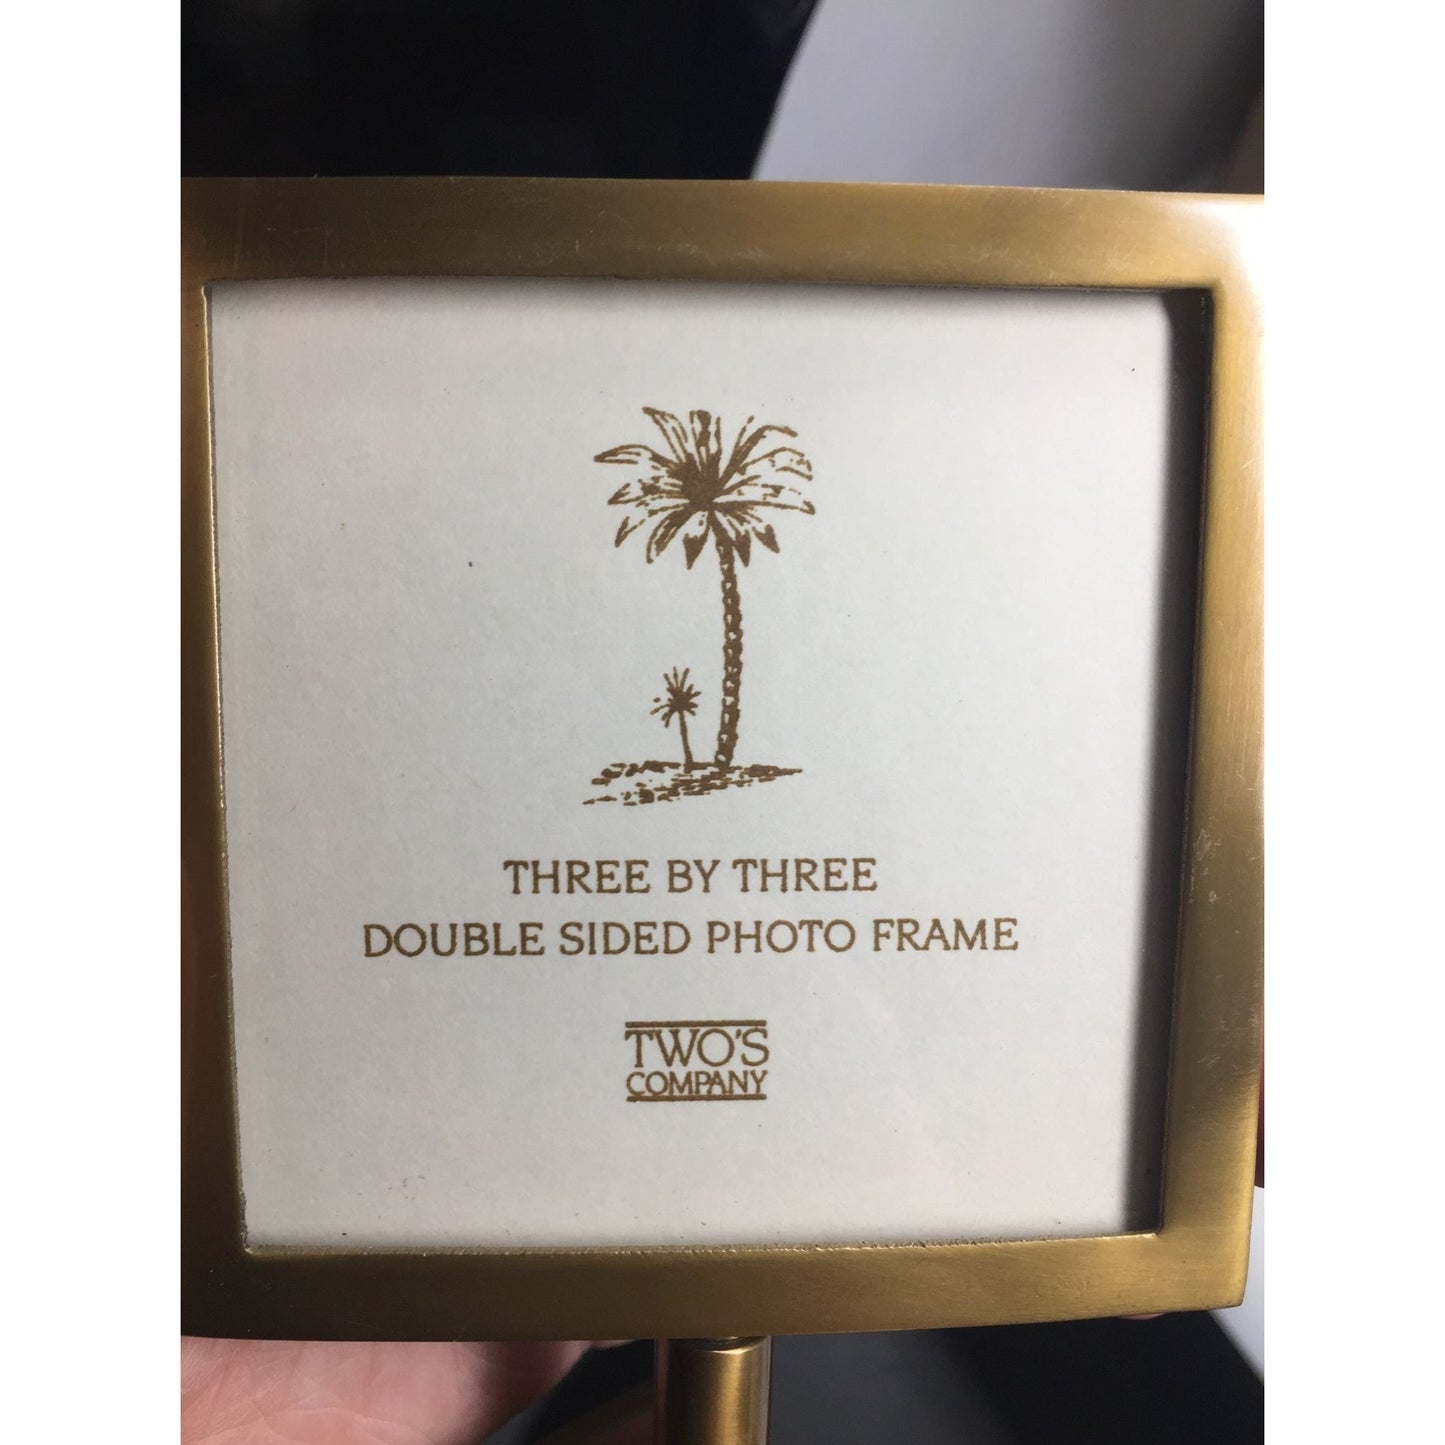 THREE BY THREE
DOUBLE SIDED PHOTO FRAME
TWO'S
COMPANY